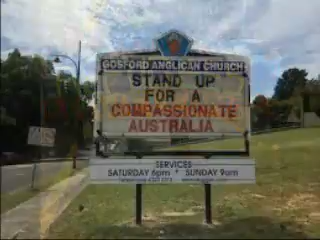 GOSFORD ANGLICAN CHURCH
STAND UP
FOR A
COMPASSIONATE
AUSTRALIA
SERVICES
SATURDAY 6pm * SUNDAY 9am